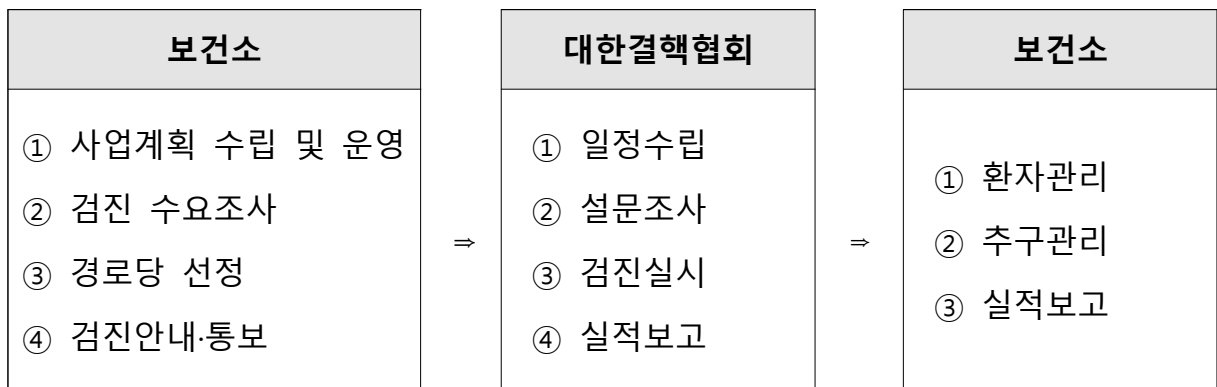 보건소
① 사업계획 수립 및 운영
② 검진 수요조사
③ 경로당 선정
④ 검진안내·통보
⇒
대한결핵협회
① 일정수립
② 설문조사
③ 검진실시
④ 실적보고
⇒
보건소
① 환자관리
② 추구관리
③ 실적보고